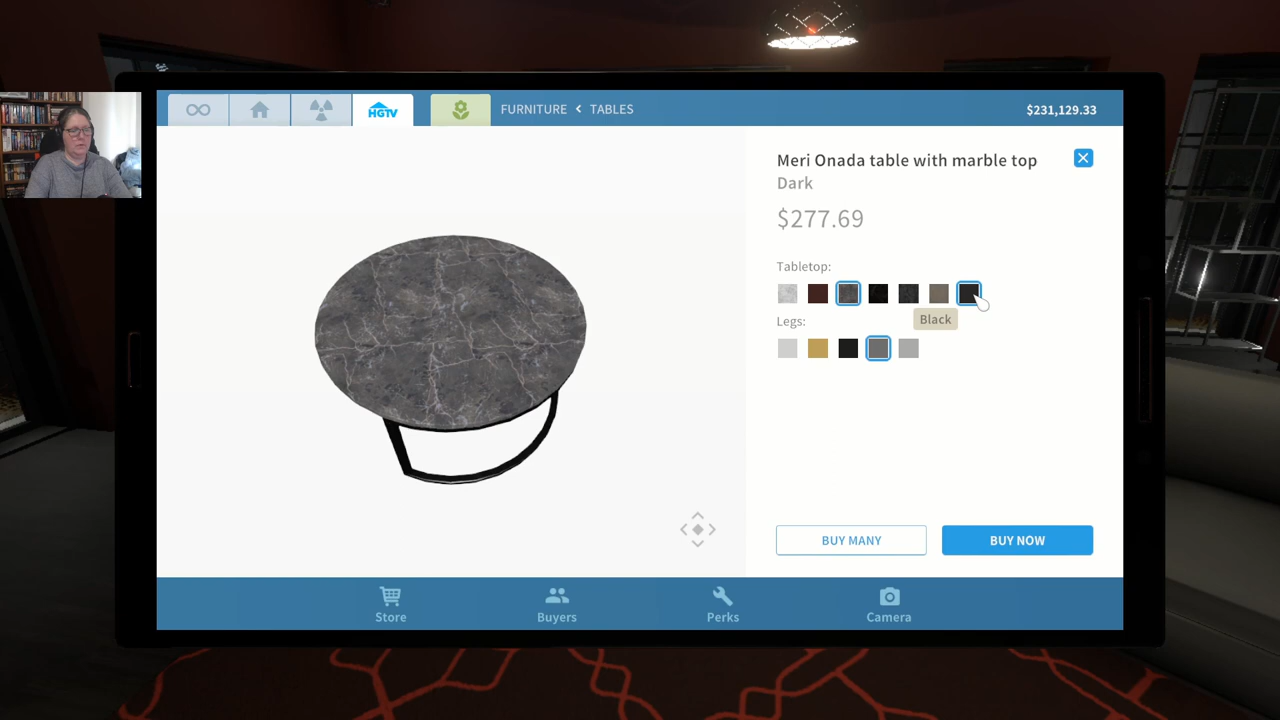 HGTV
FURNITURE < TABLES
$231,129.33
Meri Onada table with marble top
Dark
$277.69
Tabletop:
Black
Legs:
BUY MANY
BUY NOW
Store
Buyers
Perks
Camera